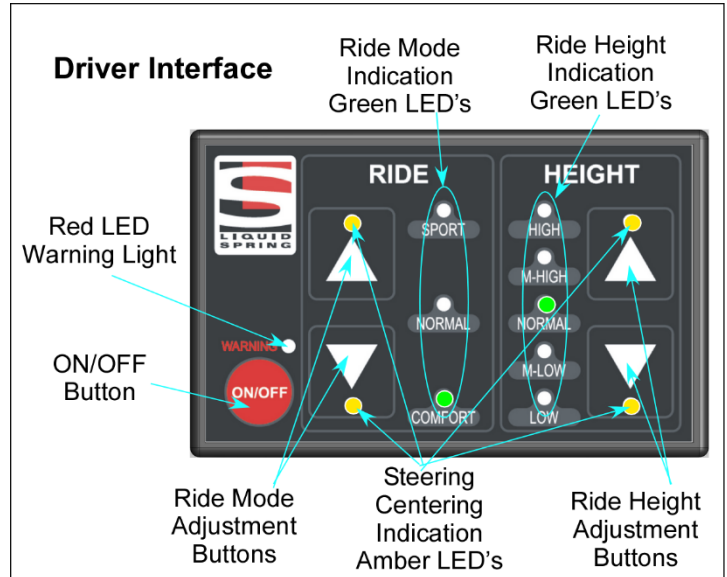 Driver Interface
Ride Mode
Indication
Green LED's
Ride Height
Indication
Green LED's
LIQUID
SPRING
RIDE
HEIGHT
SPORT
NORMAL
COMFORT
HIGH
M-HIGH
NORMAL
M-LOW
LOW
Red LED
Warning Light
WARNING
ON/OFF
Button
ON/OFF
Ride Mode
Adjustment
Buttons
Steering
Centering
Indication
Amber LED's
Ride Height
Adjustment
Buttons